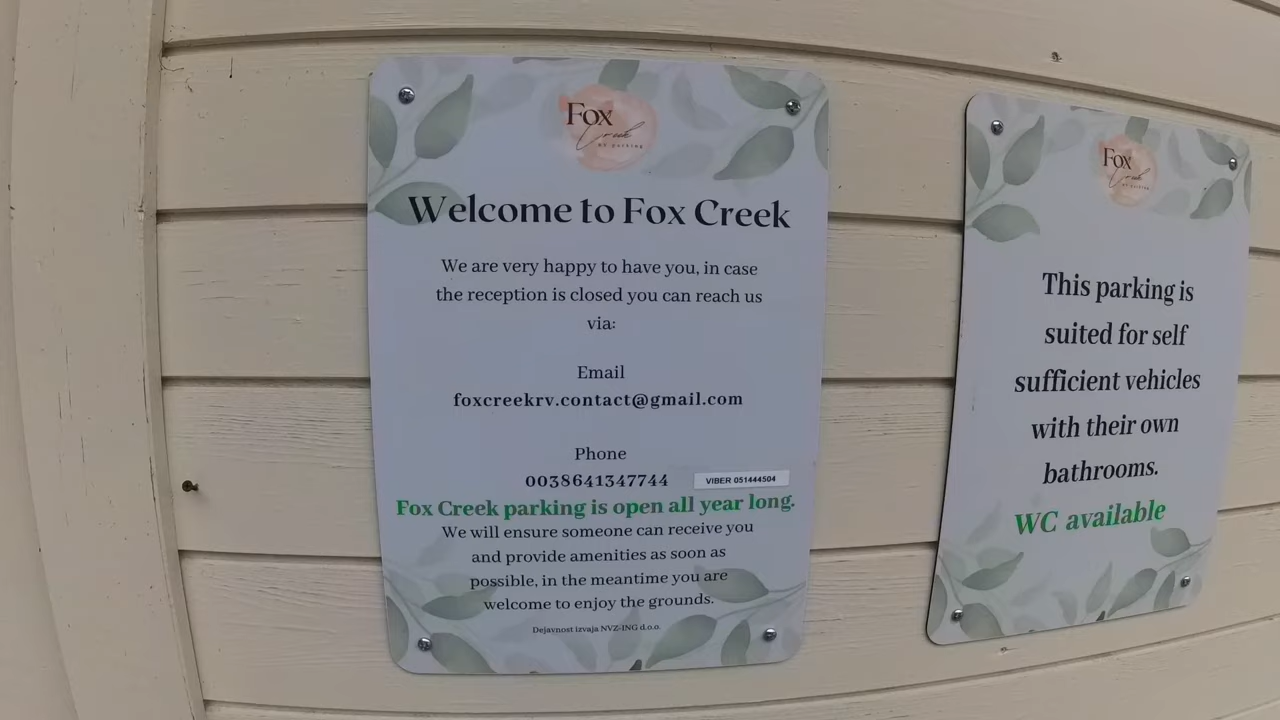 Fox
Creek
rv parking
Welcome to Fox Creek
We are very happy to have you, in case
the reception is closed you can reach us
via:
Email
foxcreekrv.contact@gmail.com
Phone
0038641347744
VIBER 051444504
Fox Creek parking is open all year long.
We will ensure someone can receive you
and provide amenities as soon as
possible, in the meantime you are
welcome to enjoy the grounds.
Dejavnost izvaja NVZ-ING d.o.o.
Fox
Creek
rv parking
This parking is
suited for self
sufficient vehicles
with their own
bathrooms.
WC available